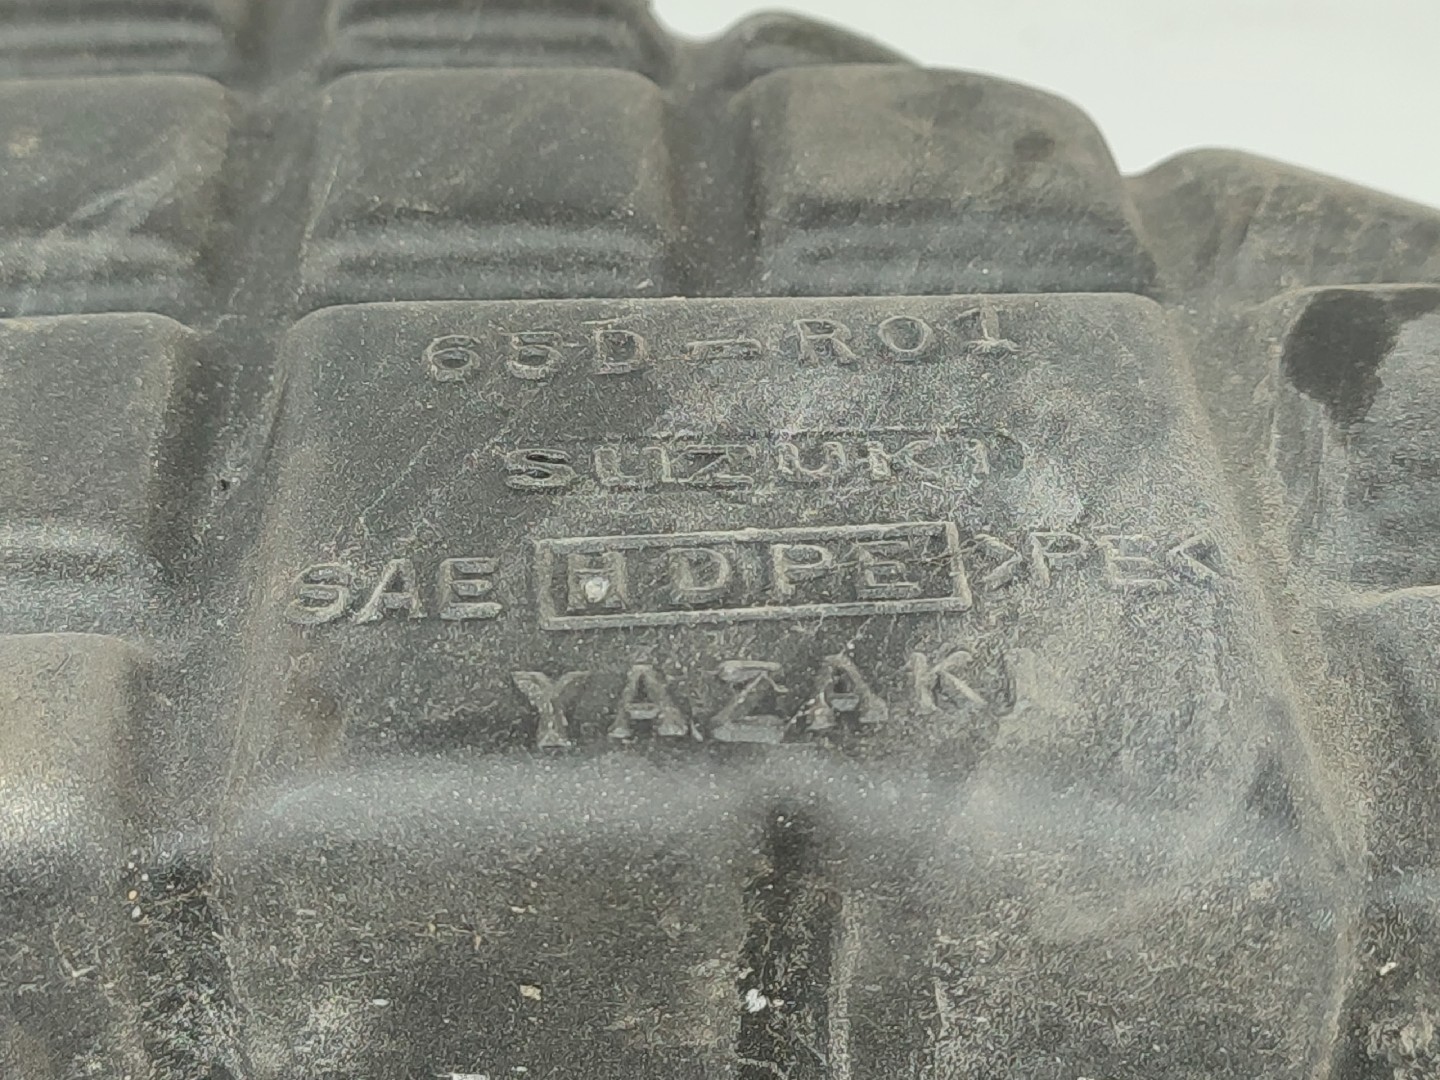 65D-R01
SUZUKI
SAE HDPE >PE<
YAZAKI